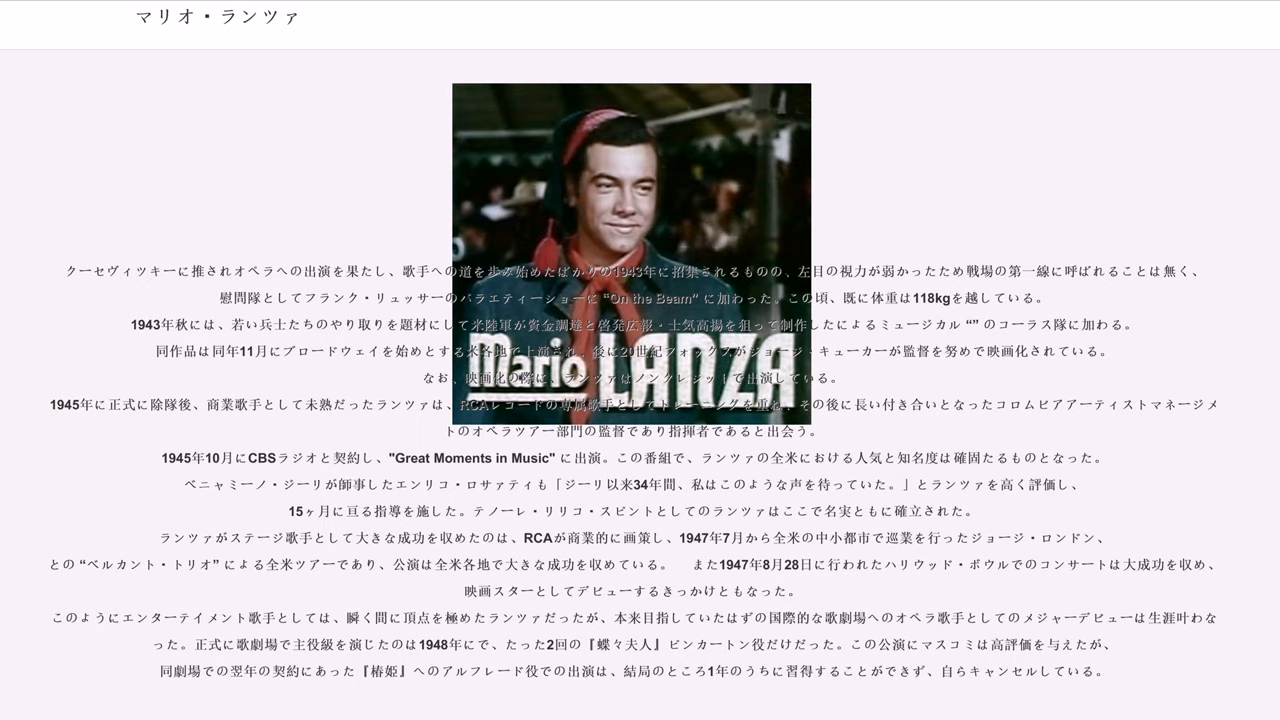 マリオ・ランツァ
クーセヴィツキーに推されオペラへの出演を果たし、歌手への道を歩み始めたばかりの1943年に招集されるものの、左目の視力が弱かったため戦場の第一線に呼ばれることは無く、
慰問隊としてフランク・リュッサーのバラエティーショーに “On the Beam” に加わった。この頃、既に体重は118kgを越している。
1943年秋には、若い兵士たちのやり取りを題材にして米陸軍が資金調達と啓発広報・士気高揚を狙って制作したによるミュージカル “” のコーラス隊に加わる。
同作品は同年11月にブロードウェイを始めとする米各地で上演され、後に20世紀フォックスがジョージ・キューカーが監督を努めで映画化されている。
Mario LANZA
なお、映画化の際に、ランツァはノンクレジットで出演している。
1945年に正式に除隊後、商業歌手として未熟だったランツァは、RCAレコードの専属歌手としてトレーニングを重ね、その後に長い付き合いとなったコロムビアアーティストマネージメ
トのオペラツアー部門の監督であり指揮者であると出会う。
1945年10月にCBSラジオと契約し、"Great Moments in Music" に出演。この番組で、ランツァの全米における人気と知名度は確固たるものとなった。
ベニャミーノ・ジーリが師事したエンリコ・ロサァティも「ジーリ以来34年間、私はこのような声を待っていた。」とランツァを高く評価し、
15ヶ月に亘る指導を施した。テノーレ・リリコ・スピントとしてのランツァはここで名実ともに確立された。
ランツァがステージ歌手として大きな成功を収めたのは、RCAが商業的に画策し、1947年7月から全米の中小都市で巡業を行ったジョージ・ロンドン、
との “ベルカント・トリオ” による全米ツアーであり、公演は全米各地で大きな成功を収めている。 また1947年8月28日に行われたハリウッド・ボウルでのコンサートは大成功を収め、
映画スターとしてデビューするきっかけともなった。
このようにエンターテイメント歌手としては、瞬く間に頂点を極めたランツァだったが、本来目指していたはずの国際的な歌劇場へのオペラ歌手としてのメジャーデビューは生涯叶わな
った。正式に歌劇場で主役級を演じたのは1948年にで、たった2回の『蝶々夫人』ピンカートン役だけだった。この公演にマスコミは高評価を与えたが、
同劇場での翌年の契約にあった『椿姫』へのアルフレード役での出演は、結局のところ1年のうちに習得することができず、自らキャンセルしている。